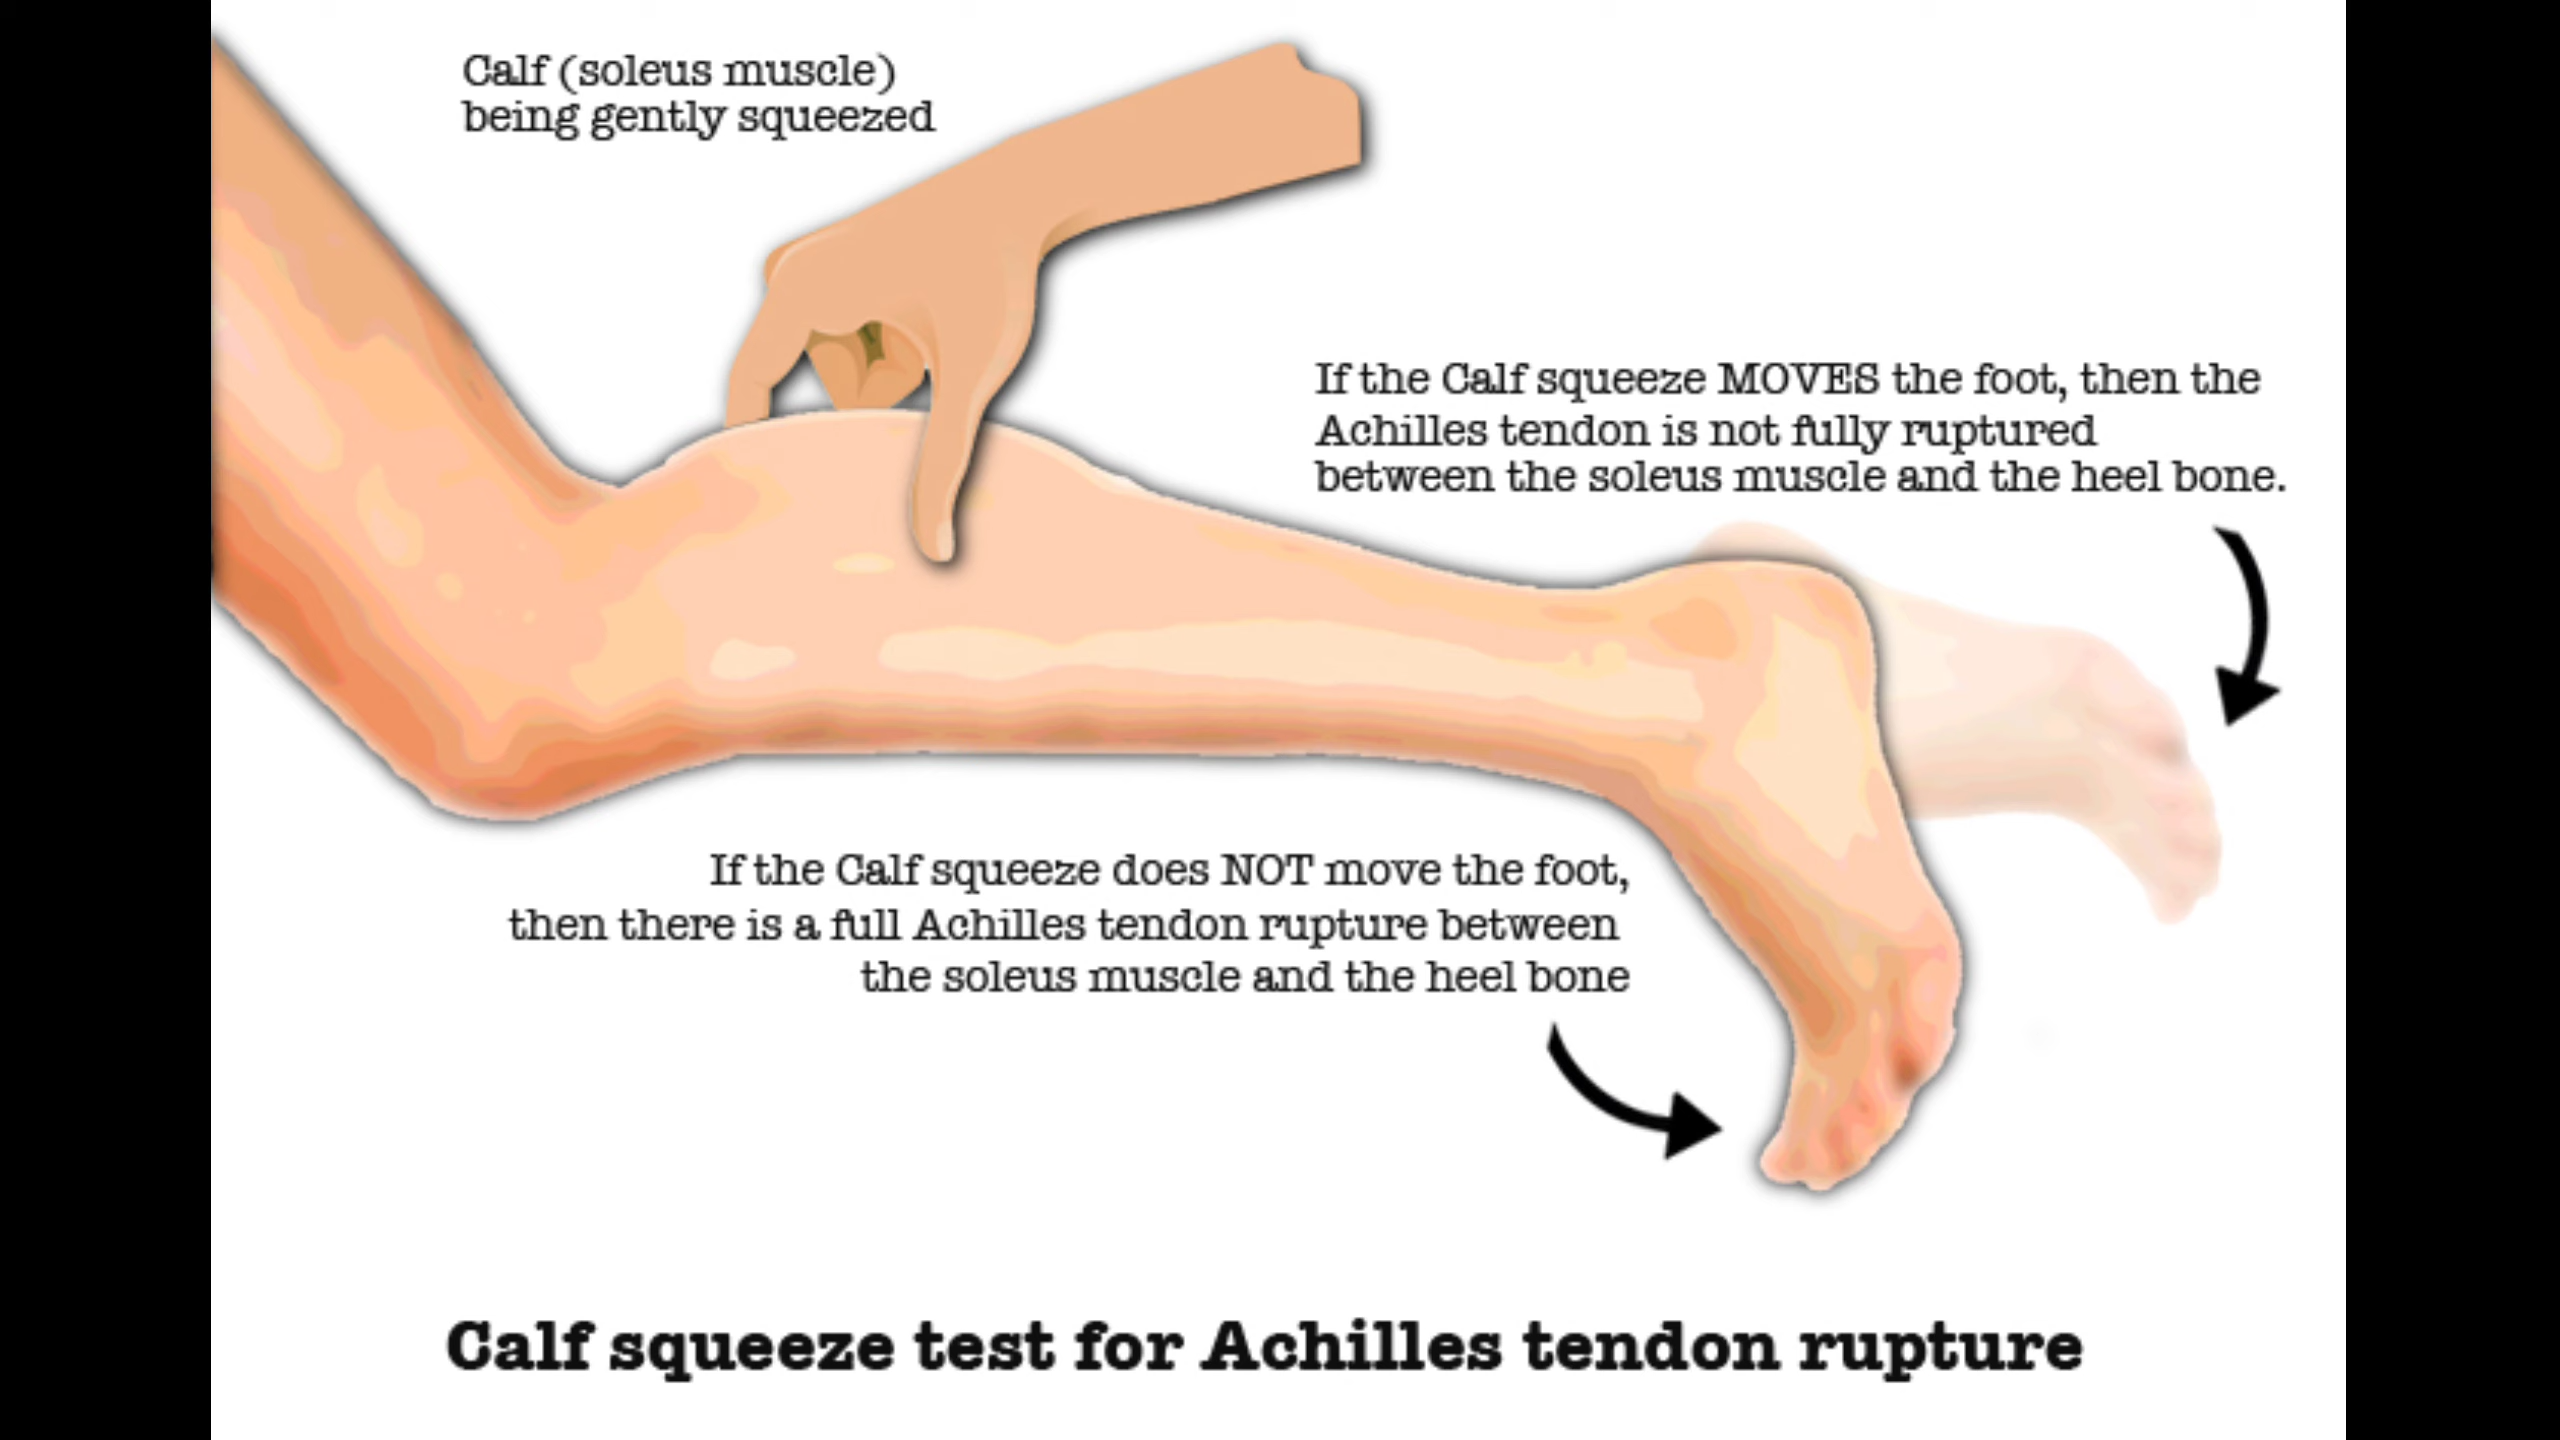 Calf (soleus muscle)
being gently squeezed
If the Calf squeeze MOVES the foot, then the
Achilles tendon is not fully ruptured
between the soleus muscle and the heel bone.
If the Calf squeeze does NOT move the foot,
then there is a full Achilles tendon rupture between
the soleus muscle and the heel bone
Calf squeeze test for Achilles tendon rupture